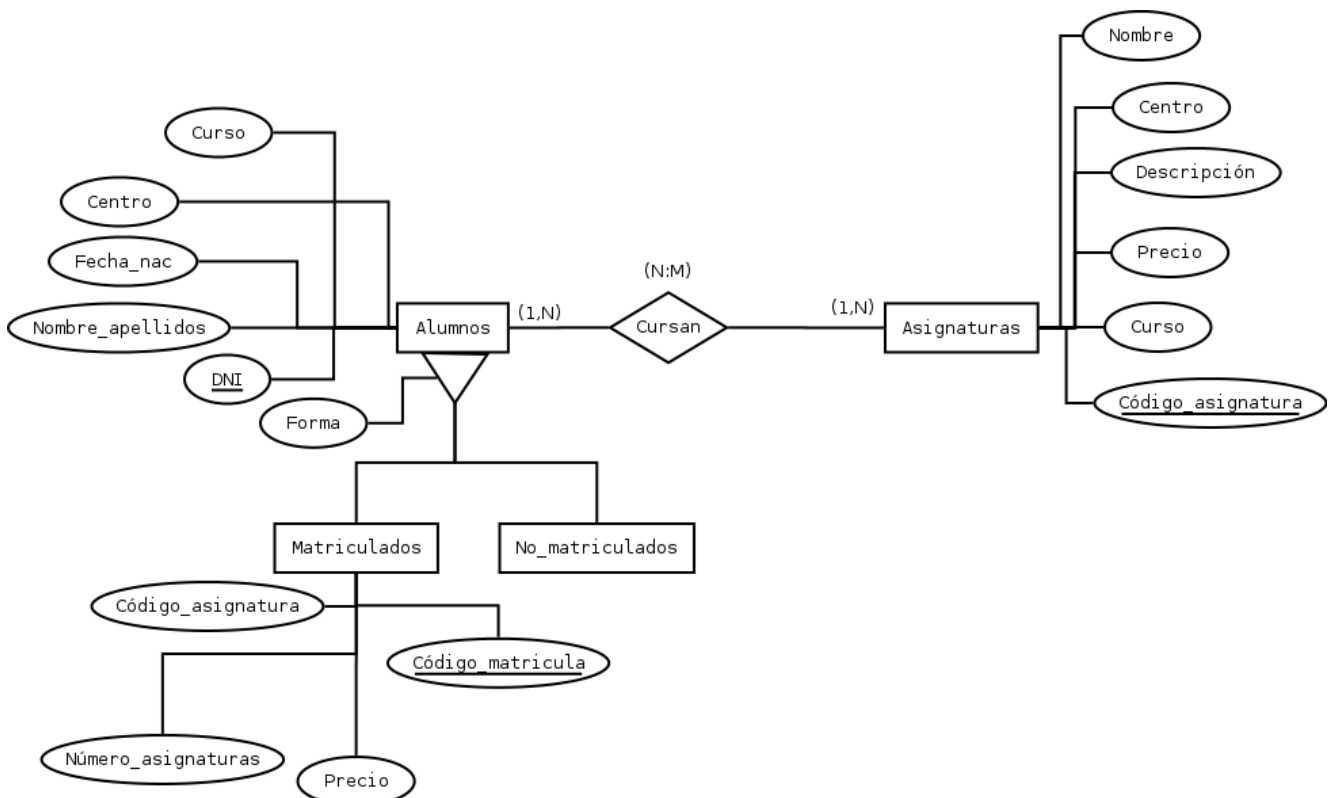 Nombre
Centro
Curso
Descripción
Centro
Precio
Fecha_nac
(N:M)
Nombre_apellidos
Alumnos
(1,N)
Cursan
(1,N)
Asignaturas
Curso
DNI
Código_asignatura
Forma
Matriculados
No_matriculados
Código_asignatura
Código_matricula
Número_asignaturas
Precio